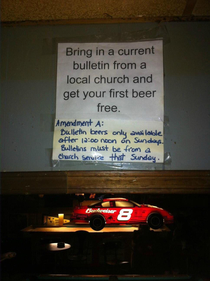 Bring in a current
bulletin from a
local church and
get your first beer
free.
Amendment A:
Bulletin beers only available
after 12:00 noon on Sundays.
Bulletins must be from a
church service that Sunday.
Budweiser
8